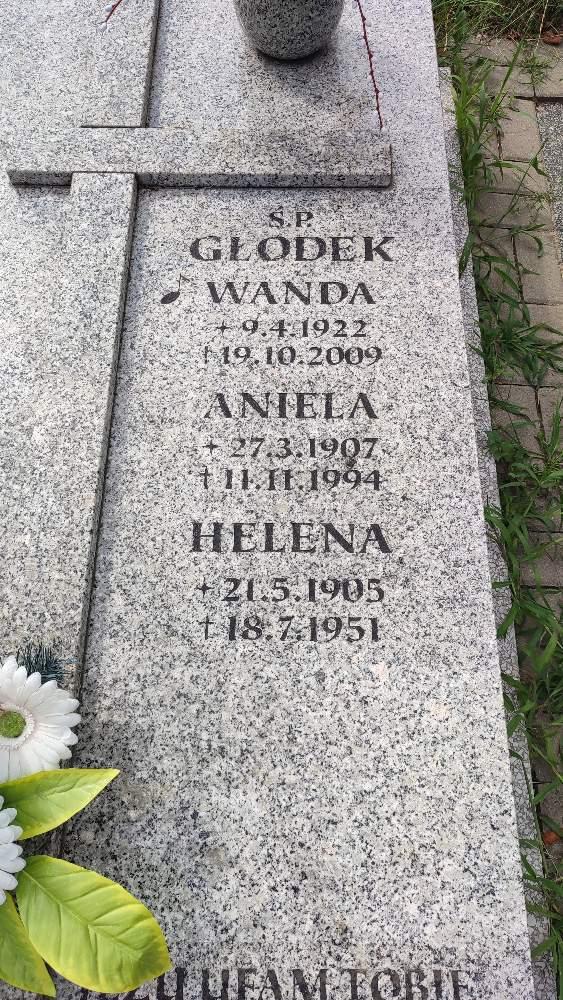 Ś.P.
GŁODEK
WANDA
+ 9.4.1922
† 19.10.2009
ANIELA
+ 27.3.1907
† 11.11.1994
HELENA
+ 21.5.1905
† 18.7.1951
UFAM TOBIE